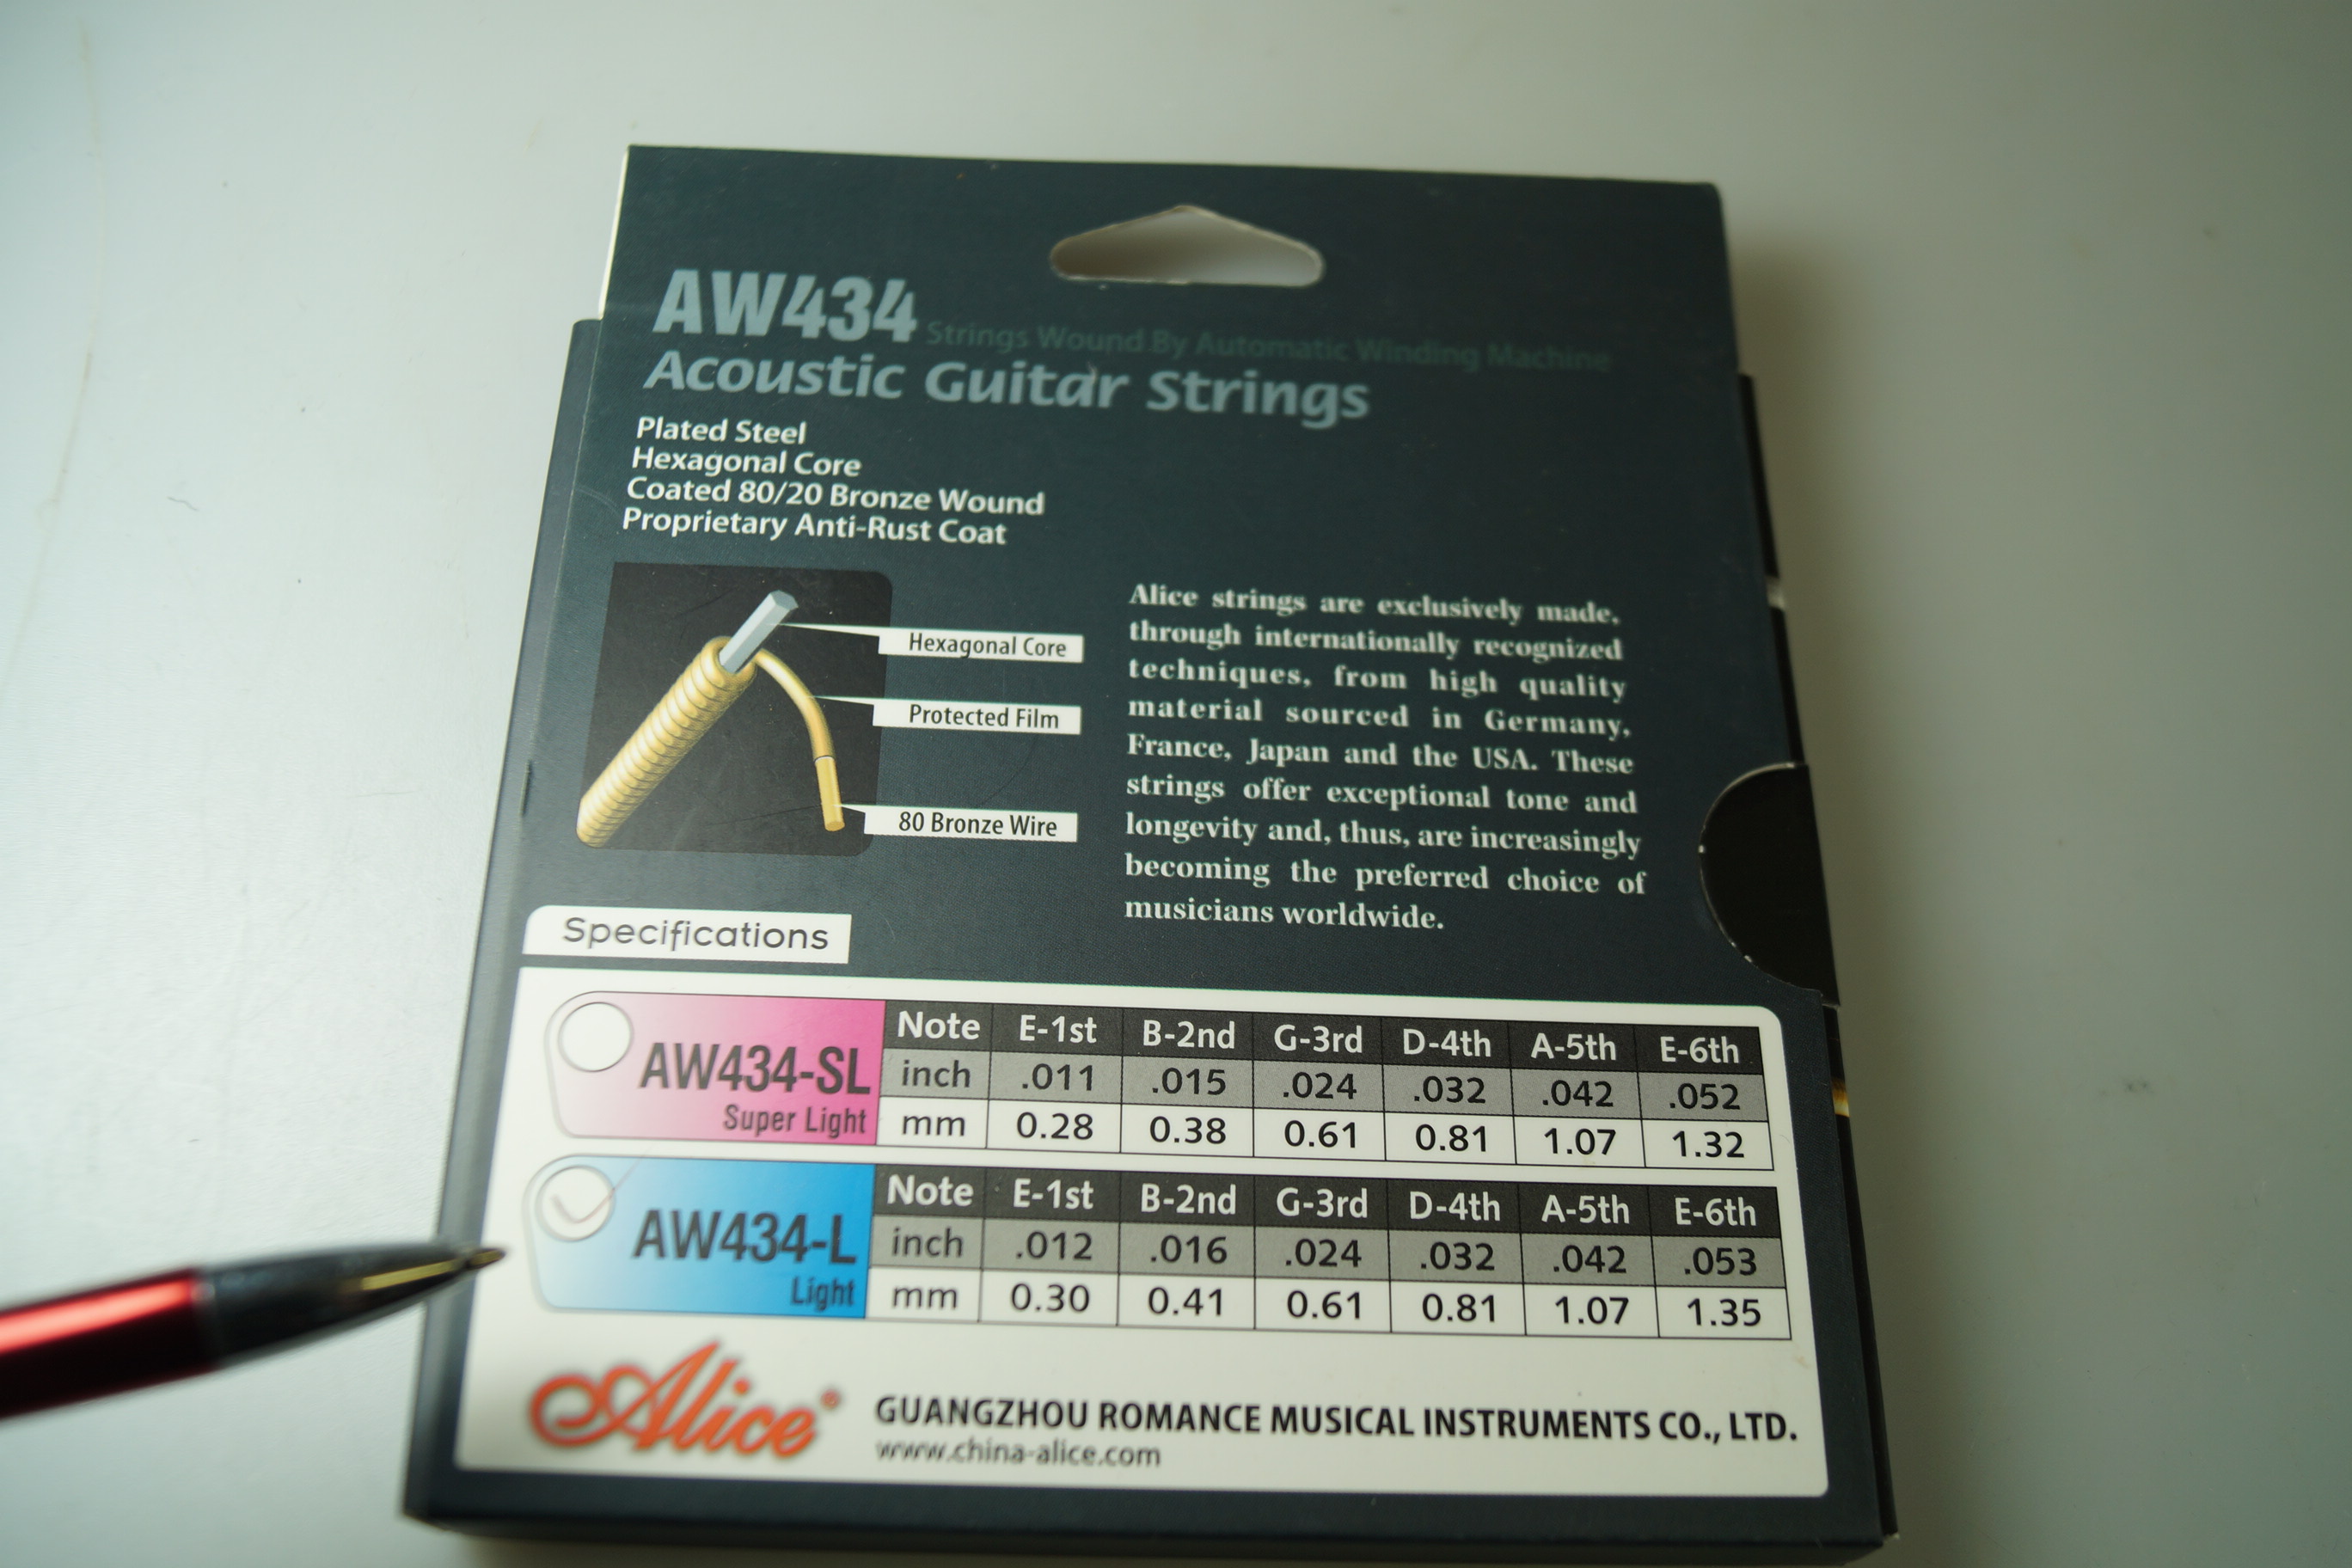 AW434 Strings Wound By Automatic Winding Machine
Acoustic Guitar Strings
Plated Steel
Hexagonal Core
Coated 80/20 Bronze Wound
Proprietary Anti-Rust Coat
Hexagonal Core
Protected Film
80 Bronze Wire
Alice strings are exclusively made,
through internationally recognized
techniques, from high quality
material sourced in Germany,
France, Japan and the USA. These
strings offer exceptional tone and
longevity and, thus, are increasingly
becoming the preferred choice of
musicians worldwide.
Specifications
AW434-SL
Super Light
Note E-1st B-2nd G-3rd D-4th A-5th E-6th
inch .011 .015 .024 .032 .042 .052
mm 0.28 0.38 0.61 0.81 1.07 1.32
AW434-L
Light
Note E-1st B-2nd G-3rd D-4th A-5th E-6th
inch .012 .016 .024 .032 .042 .053
mm 0.30 0.41 0.61 0.81 1.07 1.35
Alice®
GUANGZHOU ROMANCE MUSICAL INSTRUMENTS CO., LTD.
www.china-alice.com